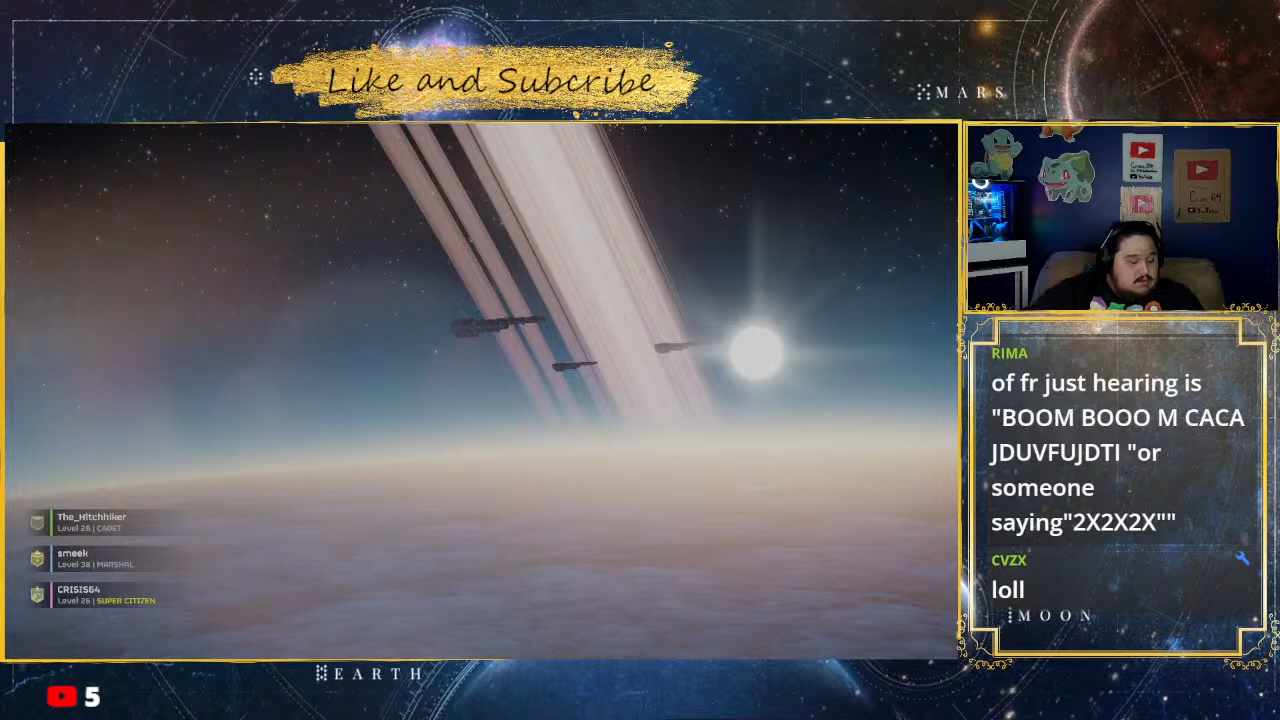 Like and Subcribe
MARS
RIMA
of fr just hearing is
"BOOM BOOO M CACA
JDUVFUJDTI "or
someone
saying"2X2X2X""
CVZX
loll
MOON
The_Hitchhiker
Level 26 | CADET
smeek
Level 38 | MARSHAL
CRISIS64
Level 26 | SUPER CITIZEN
EARTH
5